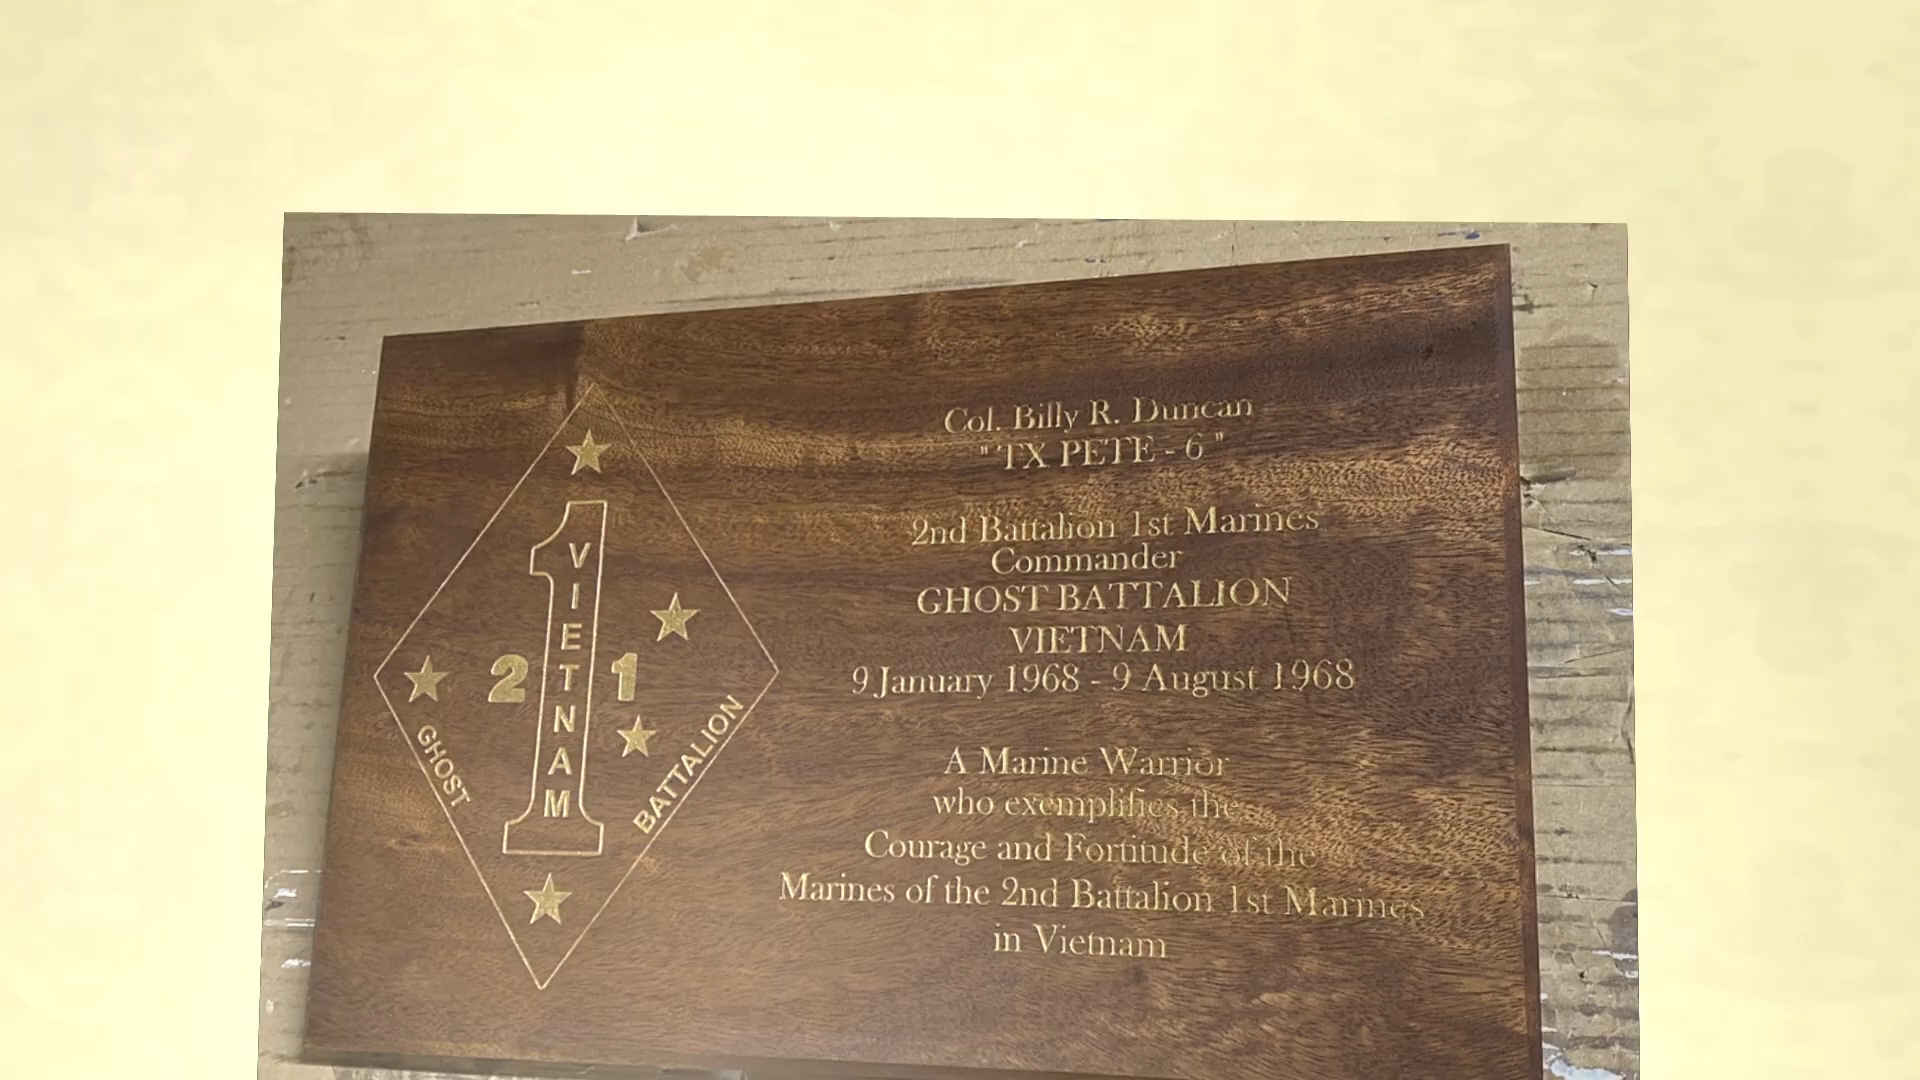 VIETNAM
2 1
GHOST
BATTALION
Col. Billy R. Duncan
" TX PETE - 6 "
2nd Battalion 1st Marines
Commander
GHOST BATTALION
VIETNAM
9 January 1968 - 9 August 1968
A Marine Warrior
who exemplifies the
Courage and Fortitude of the
Marines of the 2nd Battalion 1st Marines
in Vietnam